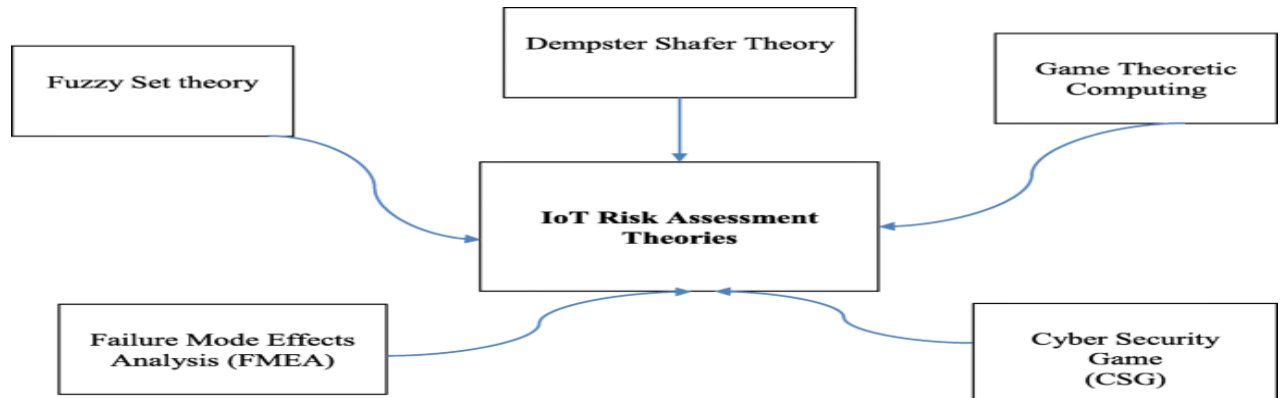 Dempster Shafer Theory
Fuzzy Set theory
Game Theoretic
Computing
IoT Risk Assessment
Theories
Failure Mode Effects
Analysis (FMEA)
Cyber Security
Game
(CSG)